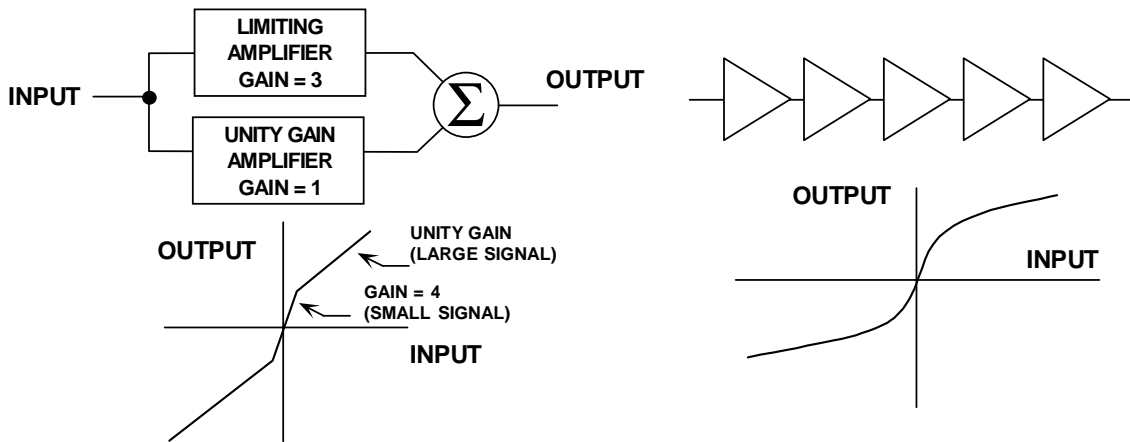 LIMITING
AMPLIFIER
GAIN = 3
INPUT
OUTPUT
Σ
UNITY GAIN
AMPLIFIER
GAIN = 1
OUTPUT
UNITY GAIN
(LARGE SIGNAL)
GAIN = 4
(SMALL SIGNAL)
INPUT
OUTPUT
INPUT